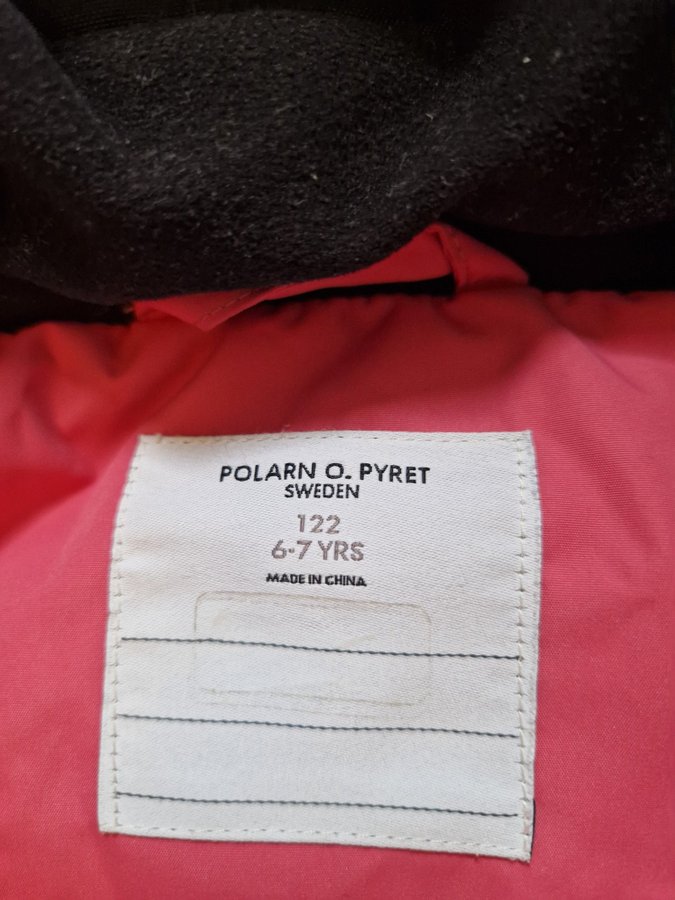 POLARN O. PYRET
SWEDEN
122
6-7 YRS
MADE IN CHINA